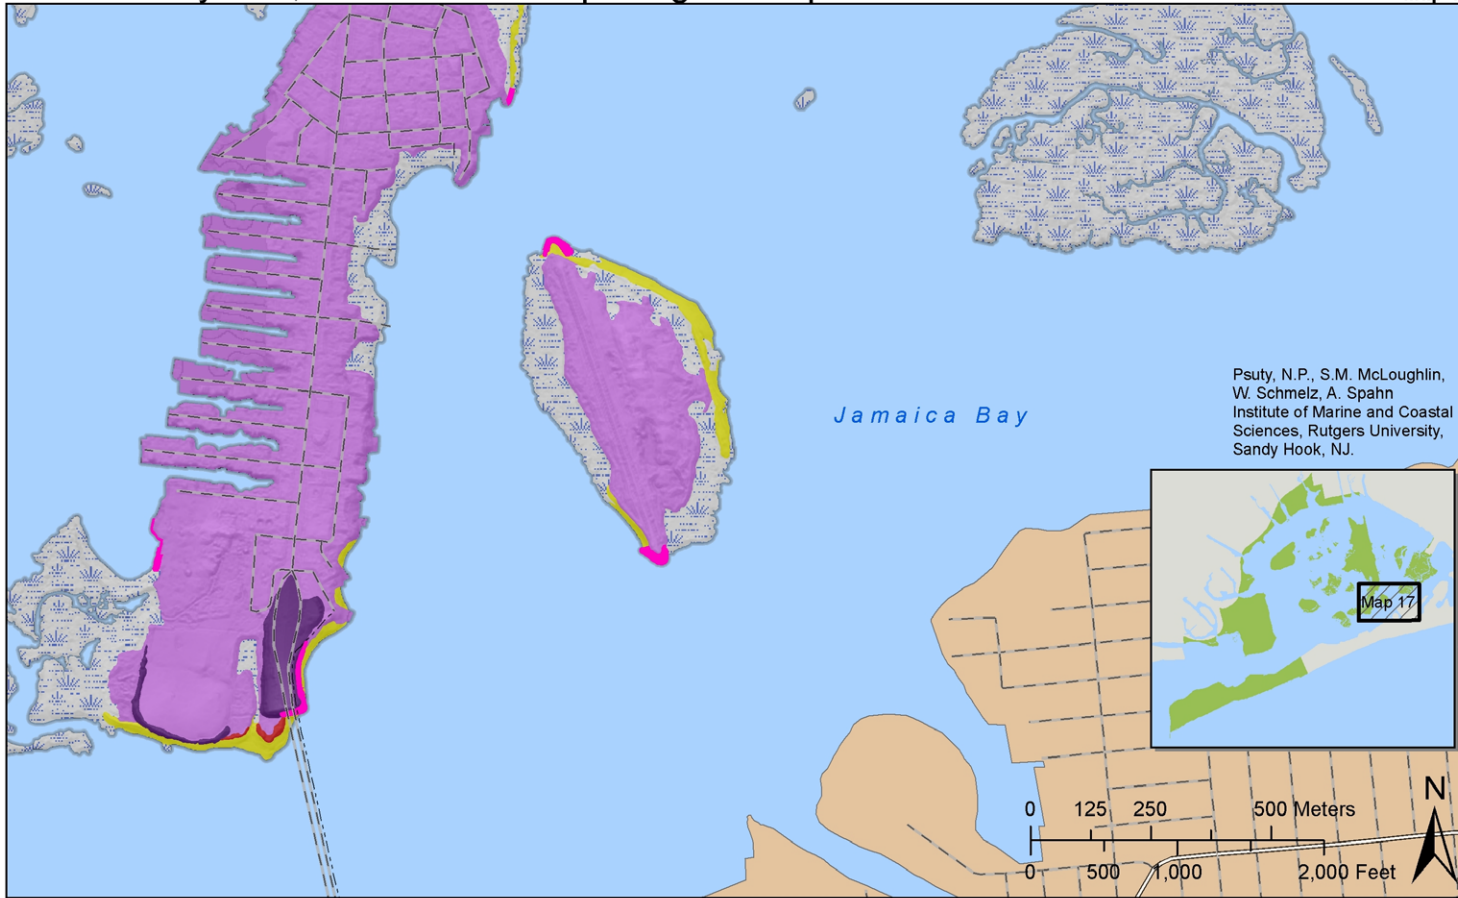 Jamaica Bay
Psuty, N.P., S.M. McLoughlin,
W. Schmelz, A. Spahn
Institute of Marine and Coastal
Sciences, Rutgers University,
Sandy Hook, NJ.
Map 17
N
0 125 250 500 Meters
0 500 1,000 2,000 Feet